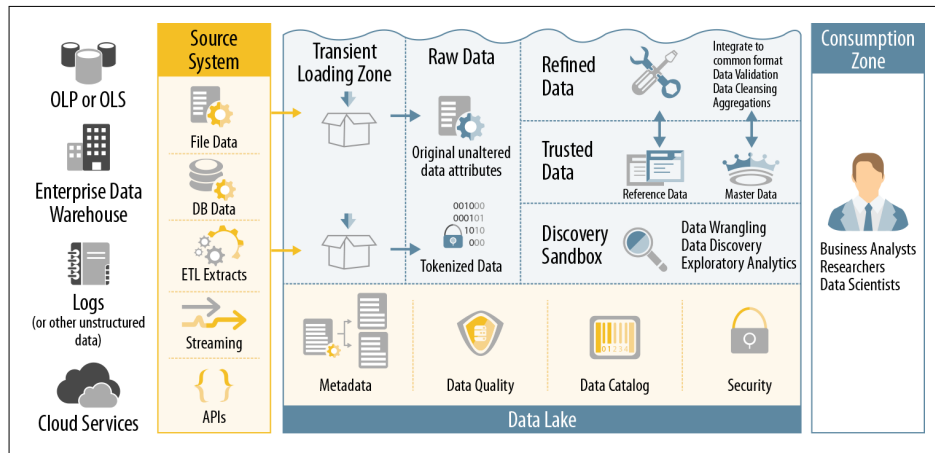 OLP or OLS
Enterprise Data
Warehouse
Logs
(or other unstructured
data)
Cloud Services
Source
System
File Data
DB Data
ETL Extracts
Streaming
APIs
Transient
Loading Zone
Raw Data
Original unaltered
data attributes
001000
000101
1010
000
Tokenized Data
Refined
Data
Integrate to
common format
Data Validation
Data Cleansing
Aggregations
Trusted
Data
Reference Data
Master Data
Discovery
Sandbox
Data Wrangling
Data Discovery
Exploratory Analytics
Metadata
Data Quality
01234
Data Catalog
Security
Data Lake
Consumption
Zone
Business Analysts
Researchers
Data Scientists